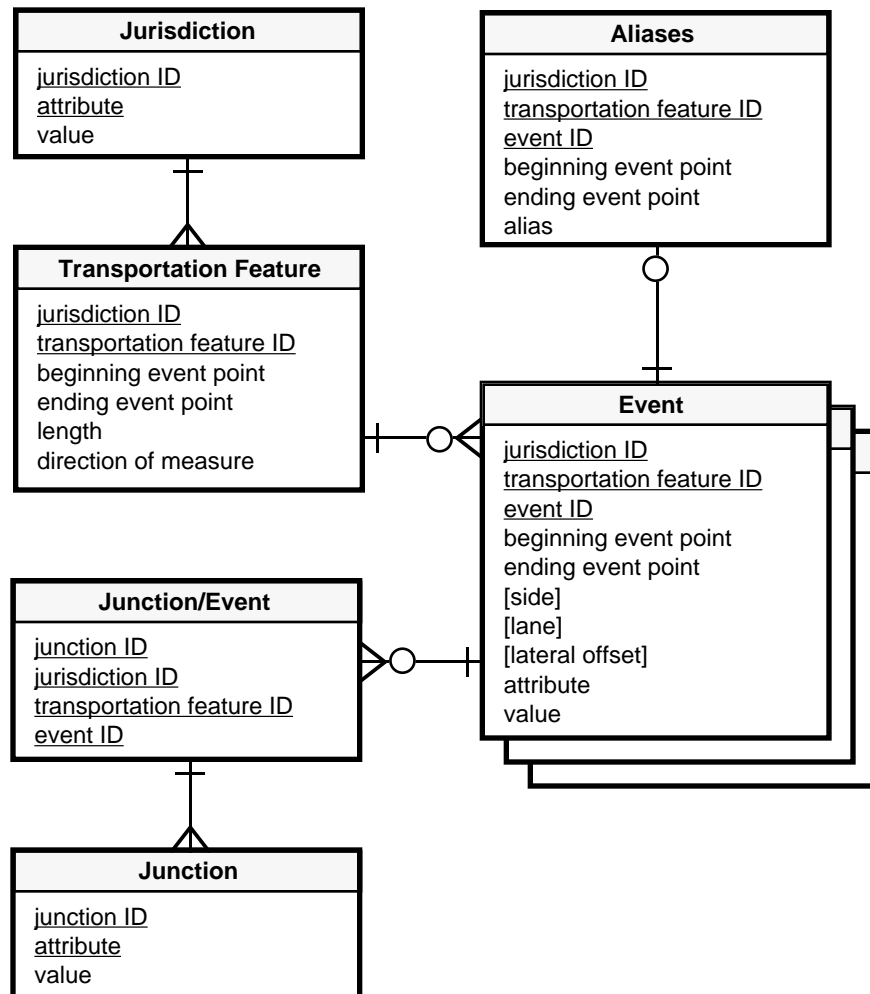 Jurisdiction
jurisdiction ID
attribute
value
Aliases
jurisdiction ID
transportation feature ID
event ID
beginning event point
ending event point
alias
Transportation Feature
jurisdiction ID
transportation feature ID
beginning event point
ending event point
length
direction of measure
Event
jurisdiction ID
transportation feature ID
event ID
beginning event point
ending event point
[side]
[lane]
[lateral offset]
attribute
value
Junction/Event
junction ID
jurisdiction ID
transportation feature ID
event ID
Junction
junction ID
attribute
value